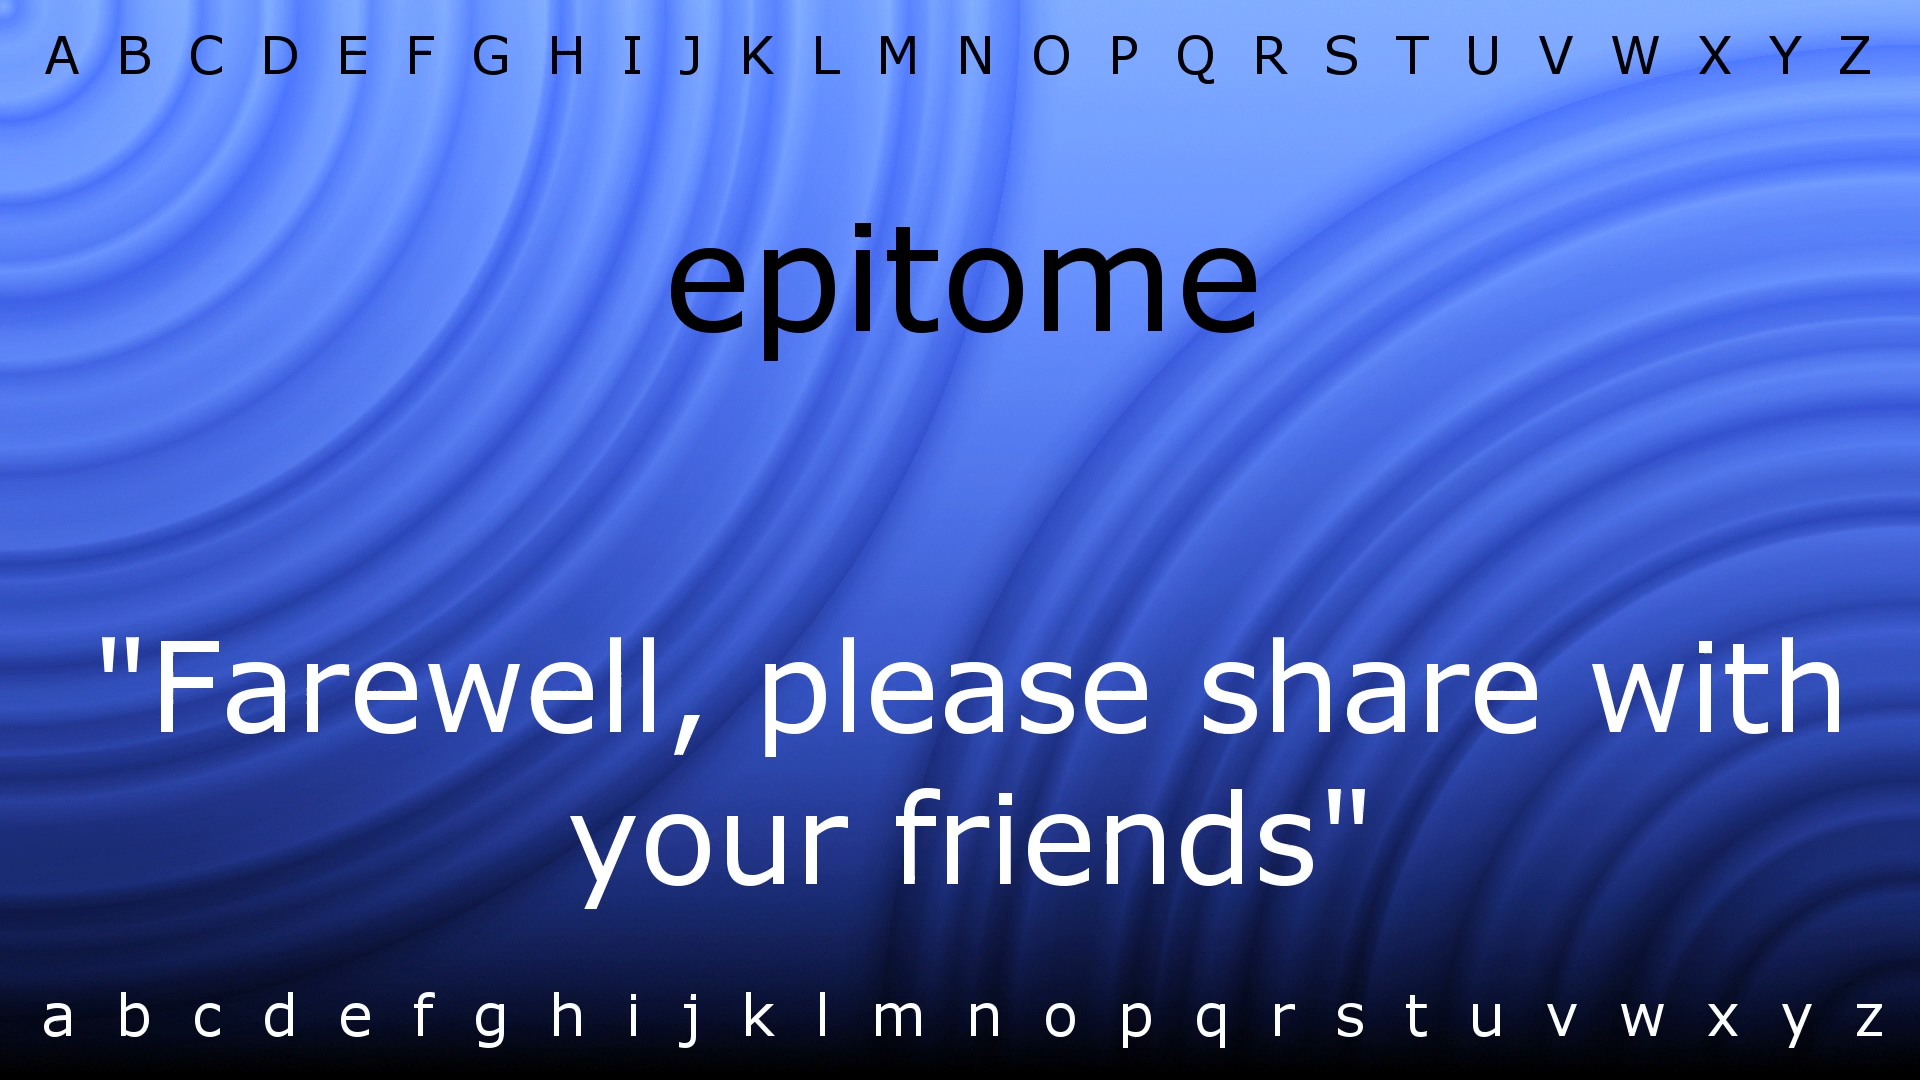 A B C D E F G H I J K L M N O P Q R S T U V W X Y Z
epitome
"Farewell, please share with
your friends"
a b c d e f g h i j k l m n o p q r s t u v w x y z